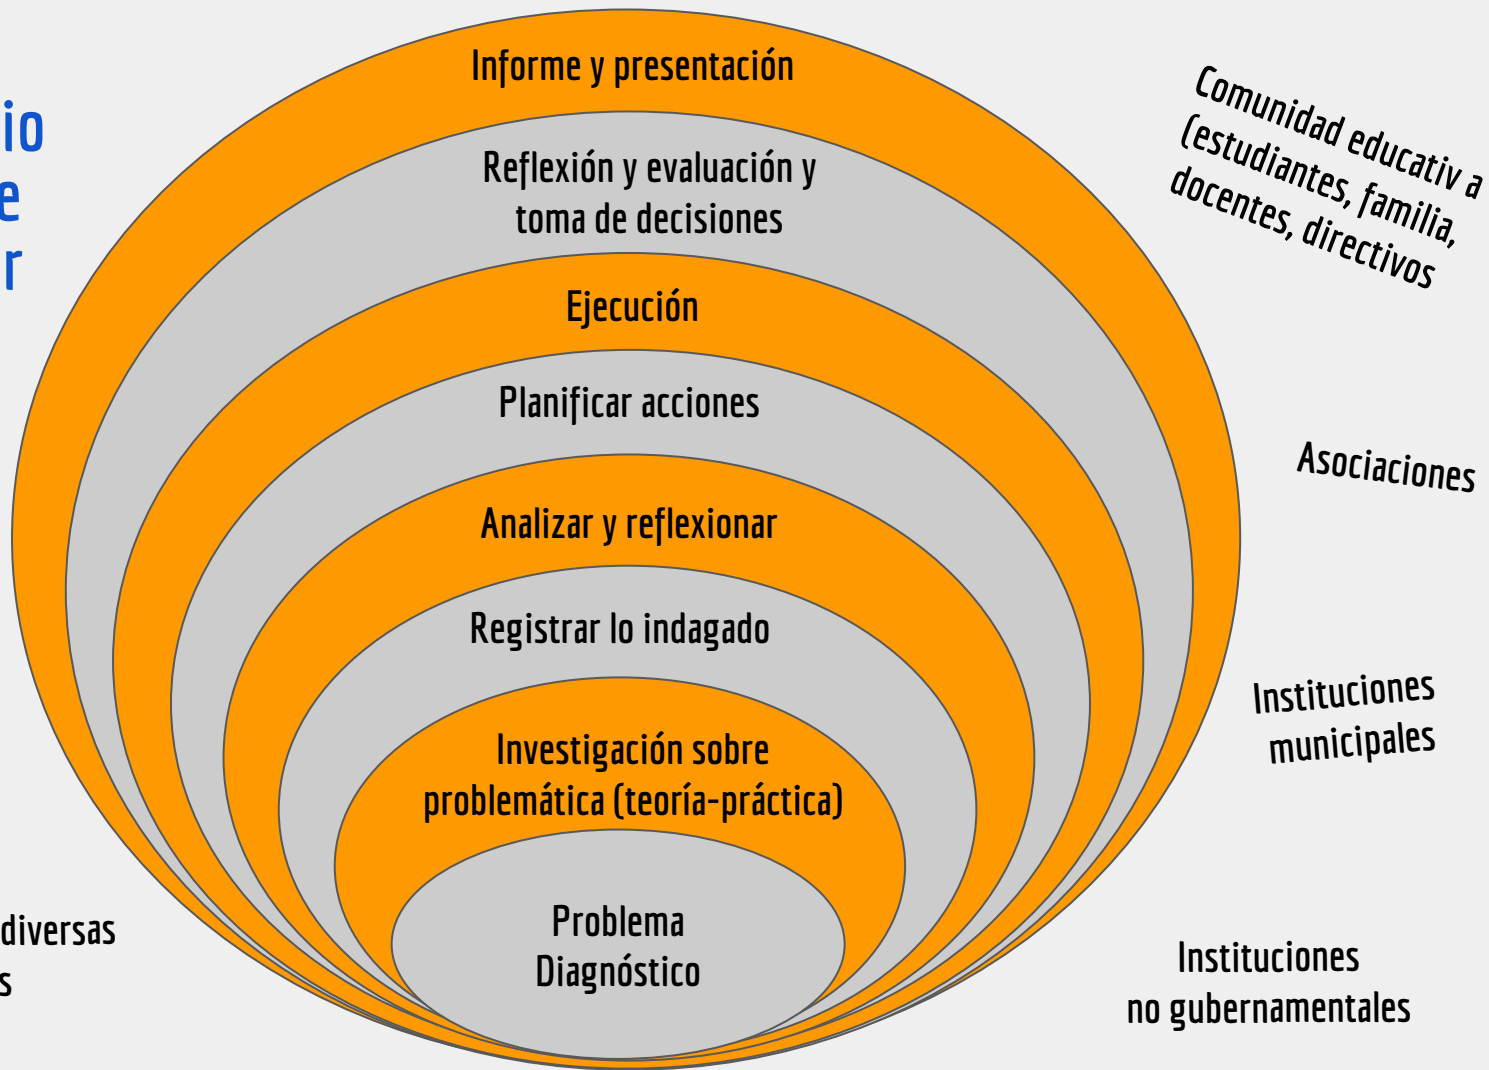 io
e
r
Informe y presentación
Reflexión y evaluación y
toma de decisiones
Ejecución
Planificar acciones
Analizar y reflexionar
Registrar lo indagado
Investigación sobre
problemática (teoría-práctica)
Problema
Diagnóstico
Comunidad educativ a
(estudiantes, familia,
docentes, directivos
Asociaciones
Instituciones
municipales
Instituciones
no gubernamentales
diversas
s